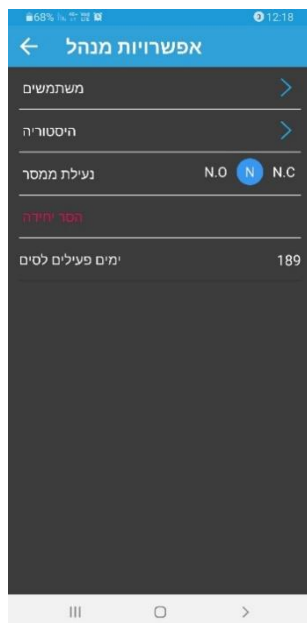 68% 12:18
אפשרויות מנהל
משתמשים
היסטוריה
נעילת ממסר N.O N N.C
הסר יחידה
ימים פעילים לסים 189